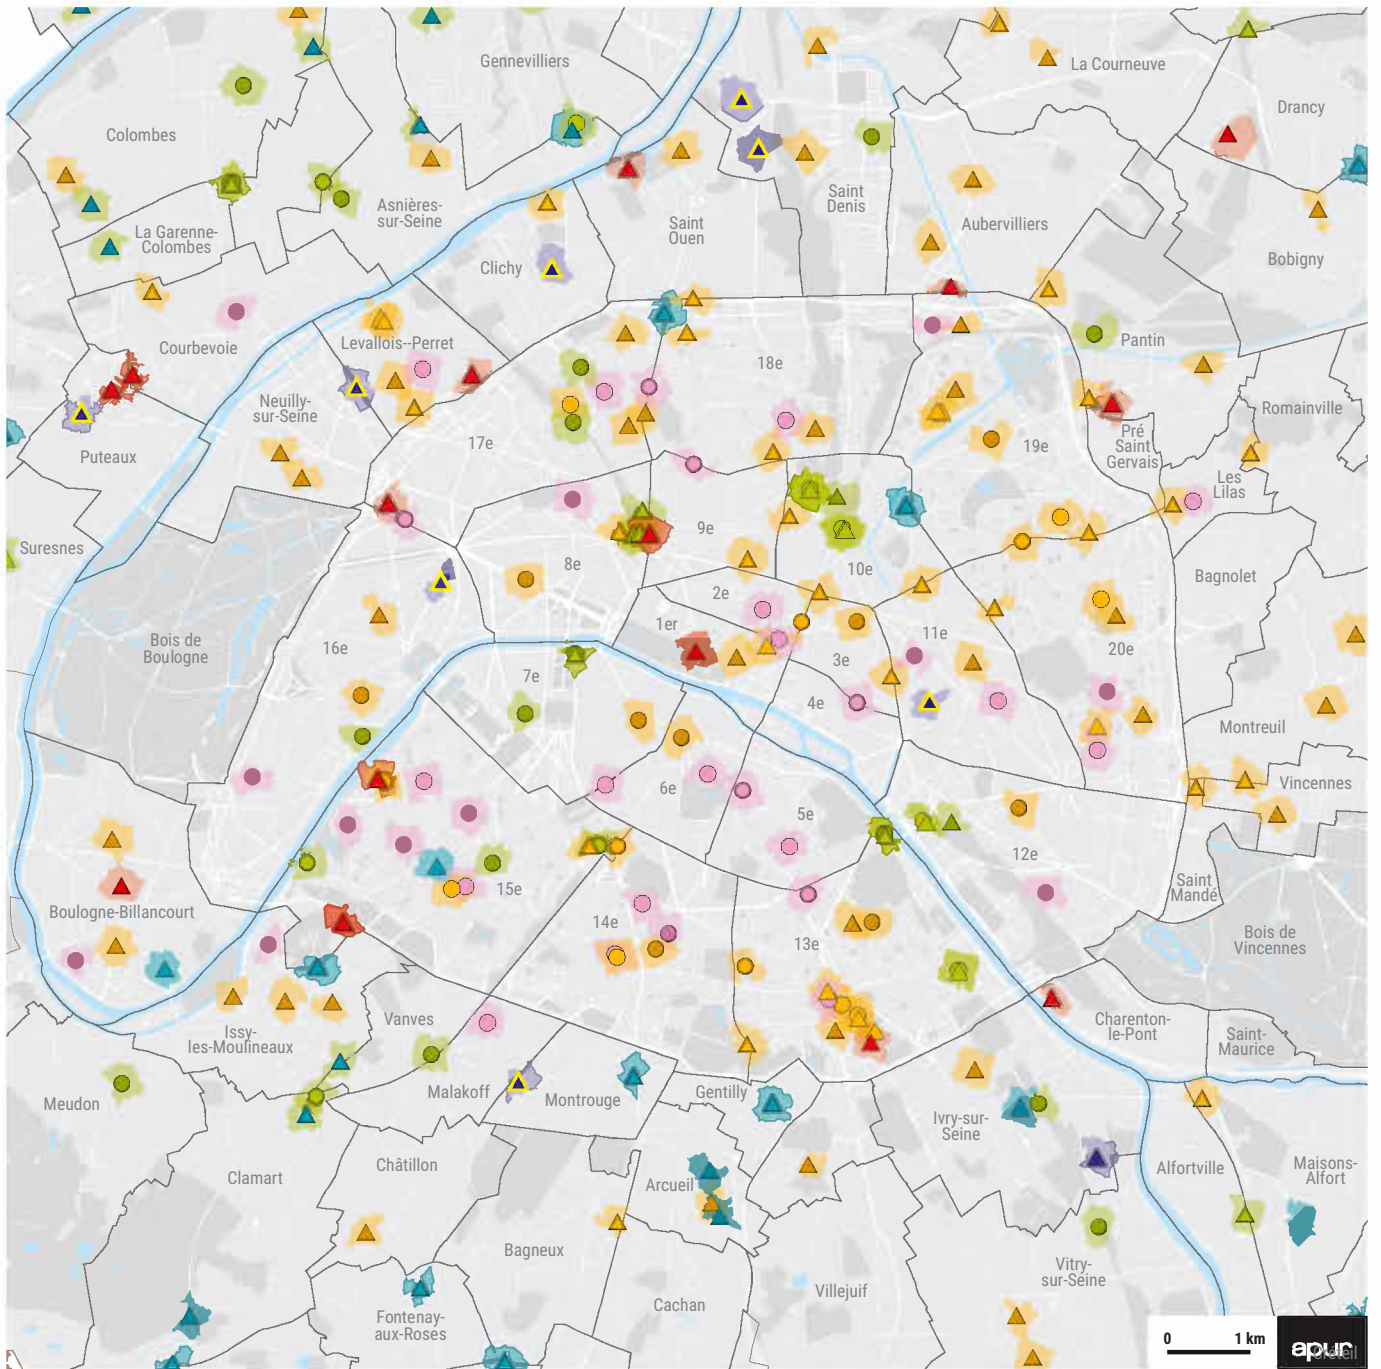 Gennevilliers
La Courneuve
Drancy
Colombes
Saint
Denis
Asnières-
sur-Seine
Saint
Ouen
Aubervilliers
La Garenne-
Colombes
Clichy
Bobigny
Courbevoie
Levallois--Perret
Pantin
18e
Neuilly-
sur-Seine
Romainville
17e
19e
Pré
Saint
Gervais
Puteaux
Les
Lilas
9e
Suresnes
8e
10e
Bagnolet
2e
1er
11e
Bois de
Boulogne
16e
20e
7e
3e
4e
Montreuil
6e
Vincennes
5e
12e
15e
Saint
Mandé
Boulogne-Billancourt
14e
13e
Bois de
Vincennes
Vanves
Charenton-
le-Pont
Issy-
les-Moulineaux
Saint-
Maurice
Meudon
Malakoff
Montrouge
Gentilly
Ivry-sur-
Seine
Châtillon
Alfortville
Maisons-
Alfort
Clamart
Arcueil
Bagneux
Vitry-
sur-Seine
Villejuif
Cachan
Fontenay-
aux-Roses
0 1 km
apur
Créteil